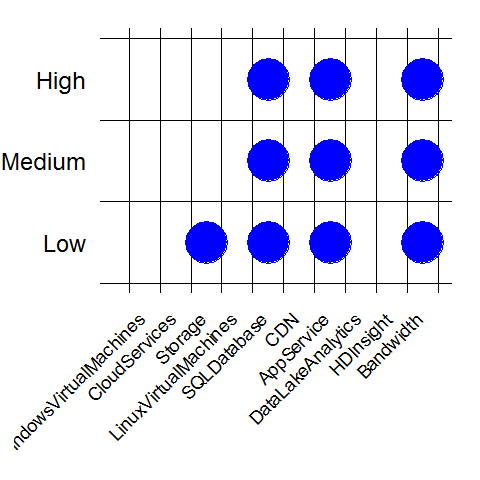 High
Medium
Low
ndowsVirtualMachines
CloudServices
Storage
LinuxVirtualMachines
SQLDatabase
CDN
AppService
DataLakeAnalytics
HDInsight
Bandwidth